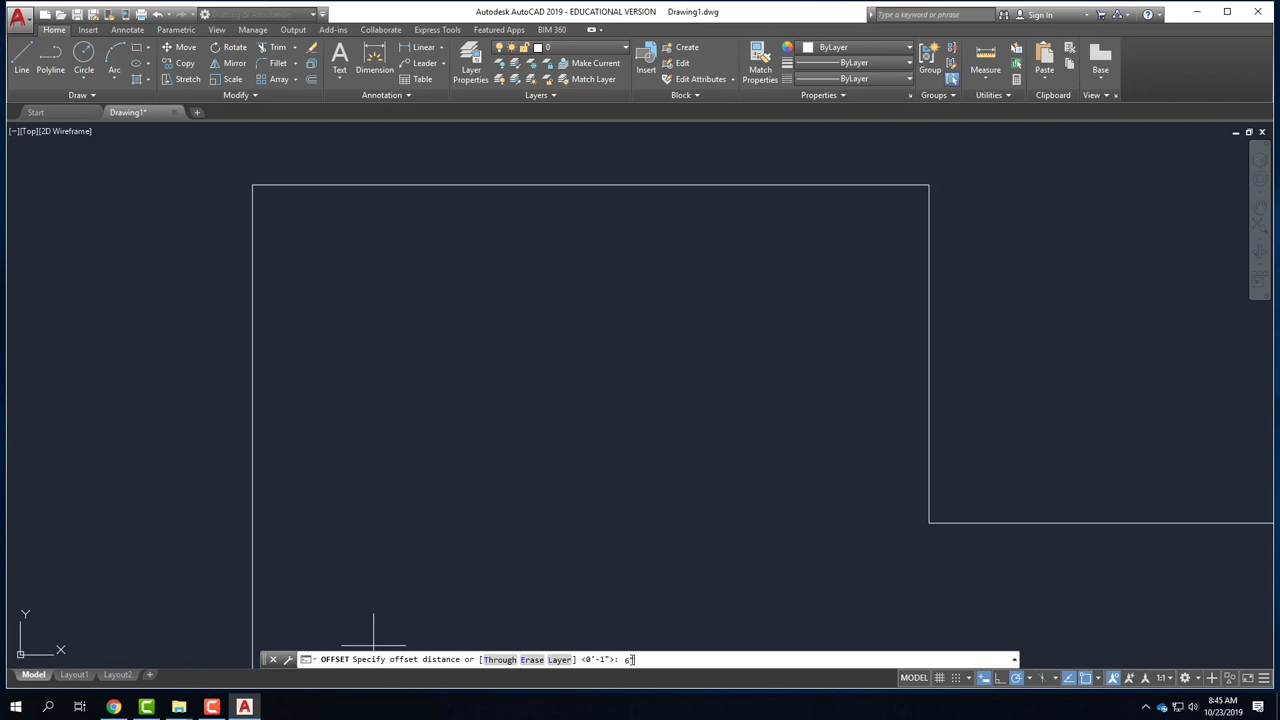 Autodesk AutoCAD 2019 - EDUCATIONAL VERSION Drawing1.dwg
Drafting & Annotation
Type a keyword or phrase
Sign In
Home Insert Annotate Parametric View Manage Output Add-ins Collaborate Express Tools Featured Apps BIM 360
Line Polyline Circle Arc
Move Rotate Trim
Copy Mirror Fillet
Stretch Scale Array
Text Dimension
Linear
Leader
Table
Layer Properties
0
Make Current
Match Layer
Insert
Create
Edit
Edit Attributes
Match Properties
ByLayer
ByLayer
ByLayer
Group Measure Paste Base
Draw Modify Annotation Layers Block Properties Groups Utilities Clipboard View
Start Drawing1*
[−][Top][2D Wireframe]
Y
X
OFFSET Specify offset distance or [Through Erase Layer] <0'-1">: 6
Model Layout1 Layout2
MODEL 1:1
8:45 AM
10/23/2019